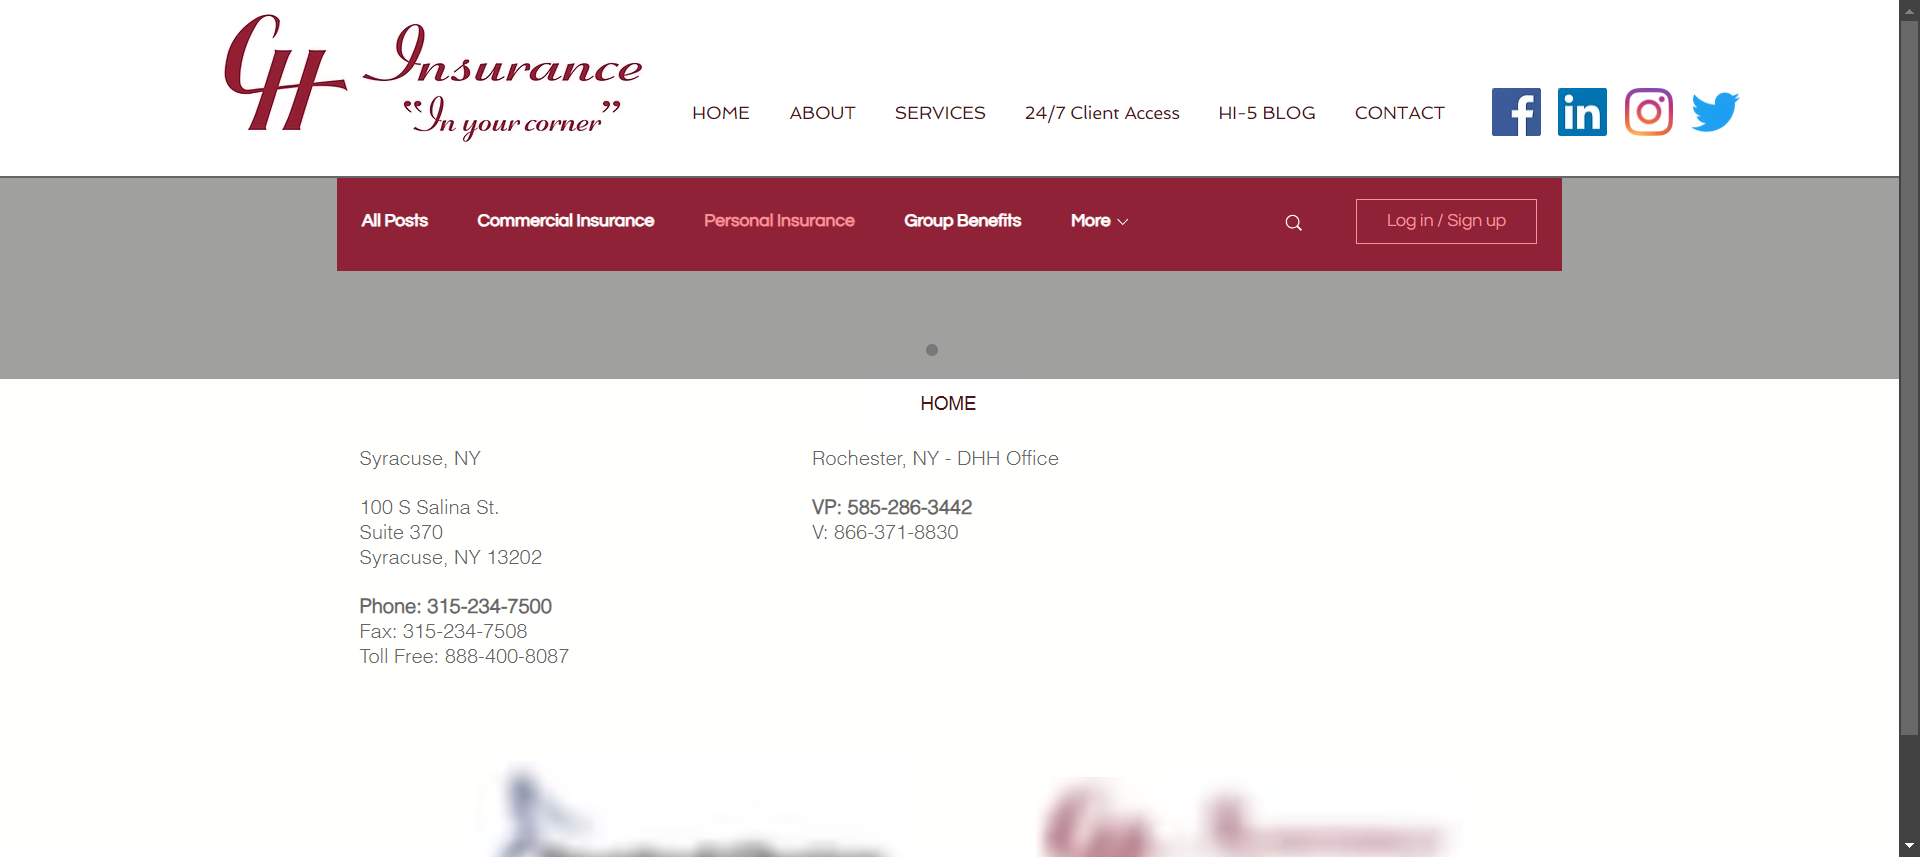 CH Insurance
"In your corner"
HOME
ABOUT
SERVICES
24/7 Client Access
HI-5 BLOG
CONTACT
All Posts
Commercial Insurance
Personal Insurance
Group Benefits
More
Log in / Sign up
HOME
Syracuse, NY
100 S Salina St.
Suite 370
Syracuse, NY 13202
Phone: 315-234-7500
Fax: 315-234-7508
Toll Free: 888-400-8087
Rochester, NY - DHH Office
VP: 585-286-3442
V: 866-371-8830